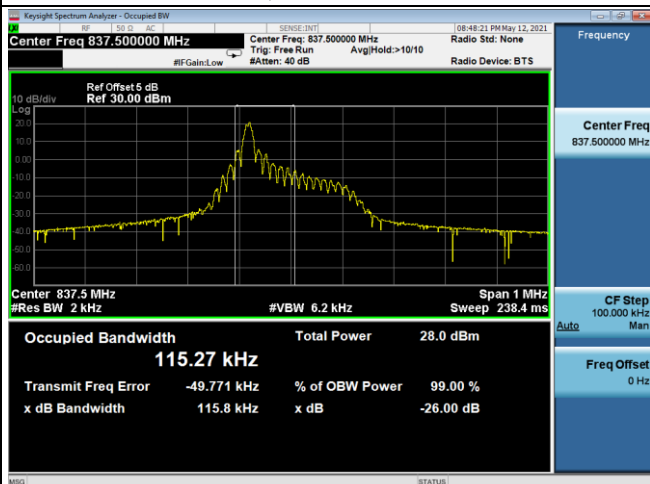 Keysight Spectrum Analyzer - Occupied BW
RF 50 Ω AC SENSE:INT 08:48:21 PM May 12, 2021
Center Freq 837.500000 MHz Center Freq: 837.500000 MHz Radio Std: None Frequency
Trig: Free Run Avg|Hold:>10/10
#IFGain:Low #Atten: 40 dB Radio Device: BTS
Ref Offset 5 dB
10 dB/div Ref 30.00 dBm
Log
20.0
10.0
0.00
-10.0
-20.0
-30.0
-40.0
-50.0
-60.0
Center Freq
837.500000 MHz
Center 837.5 MHz Span 1 MHz
#Res BW 2 kHz #VBW 6.2 kHz Sweep 238.4 ms
CF Step
100.000 kHz
Auto Man
Occupied Bandwidth Total Power 28.0 dBm
115.27 kHz
Freq Offset
0 Hz
Transmit Freq Error -49.771 kHz % of OBW Power 99.00 %
x dB Bandwidth 115.8 kHz x dB -26.00 dB
MSG STATUS